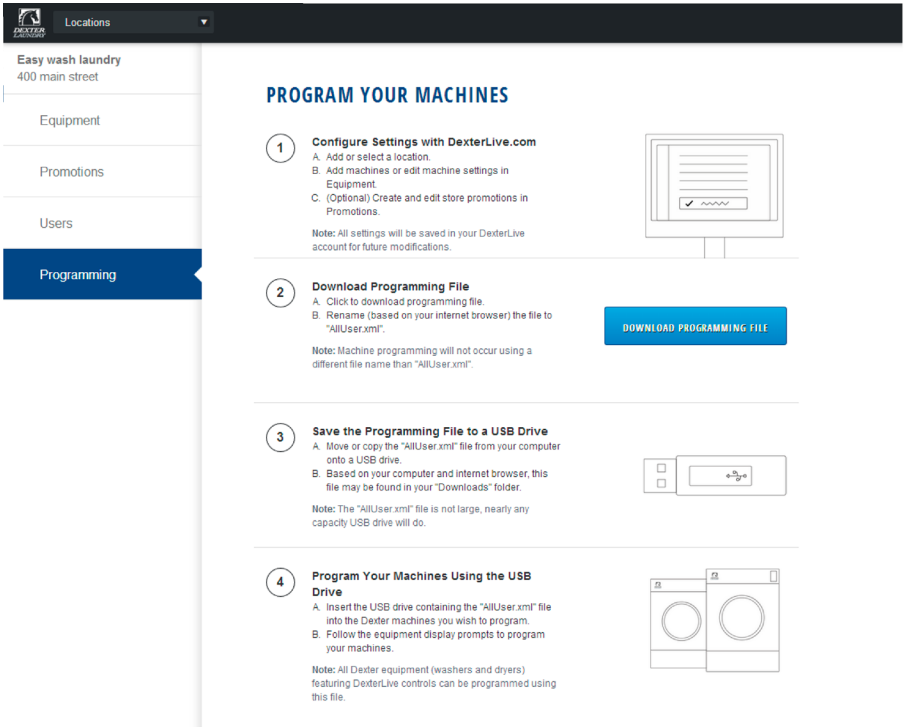 DEXTER
LAUNDRY
Locations
Easy wash laundry
400 main street
Equipment
Promotions
Users
Programming
PROGRAM YOUR MACHINES
1
Configure Settings with DexterLive.com
A. Add or select a location.
B. Add machines or edit machine settings in
Equipment.
C. (Optional) Create and edit store promotions in
Promotions.
Note: All settings will be saved in your DexterLive
account for future modifications.
2
Download Programming File
A. Click to download programming file.
B. Rename (based on your internet browser) the file to
"AllUser.xml".
Note: Machine programming will not occur using a
different file name than "AllUser.xml".
DOWNLOAD PROGRAMMING FILE
3
Save the Programming File to a USB Drive
A. Move or copy the "AllUser.xml" file from your computer
onto a USB drive.
B. Based on your computer and internet browser, this
file may be found in your "Downloads" folder.
Note: The "AllUser.xml" file is not large, nearly any
capacity USB drive will do.
4
Program Your Machines Using the USB
Drive
A. Insert the USB drive containing the "AllUser.xml" file
into the Dexter machines you wish to program.
B. Follow the equipment display prompts to program
your machines.
Note: All Dexter equipment (washers and dryers)
featuring DexterLive controls can be programmed using
this file.